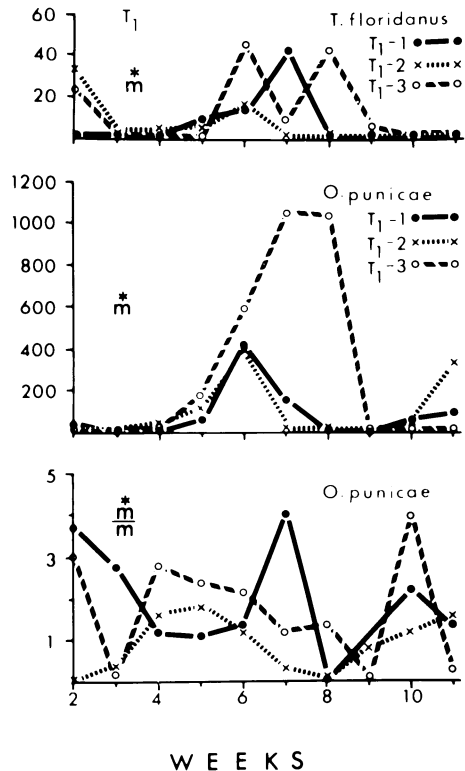 T1 T. floridanus
60
T1-1
40
* T1-2
m
20 T1-3
1200
O. punicae
1000 T1-1
T1-2
800 T1-3
600
*
m
400
200
5
* O. punicae
m
m
3
1
2 4 6 8 10
WEEKS